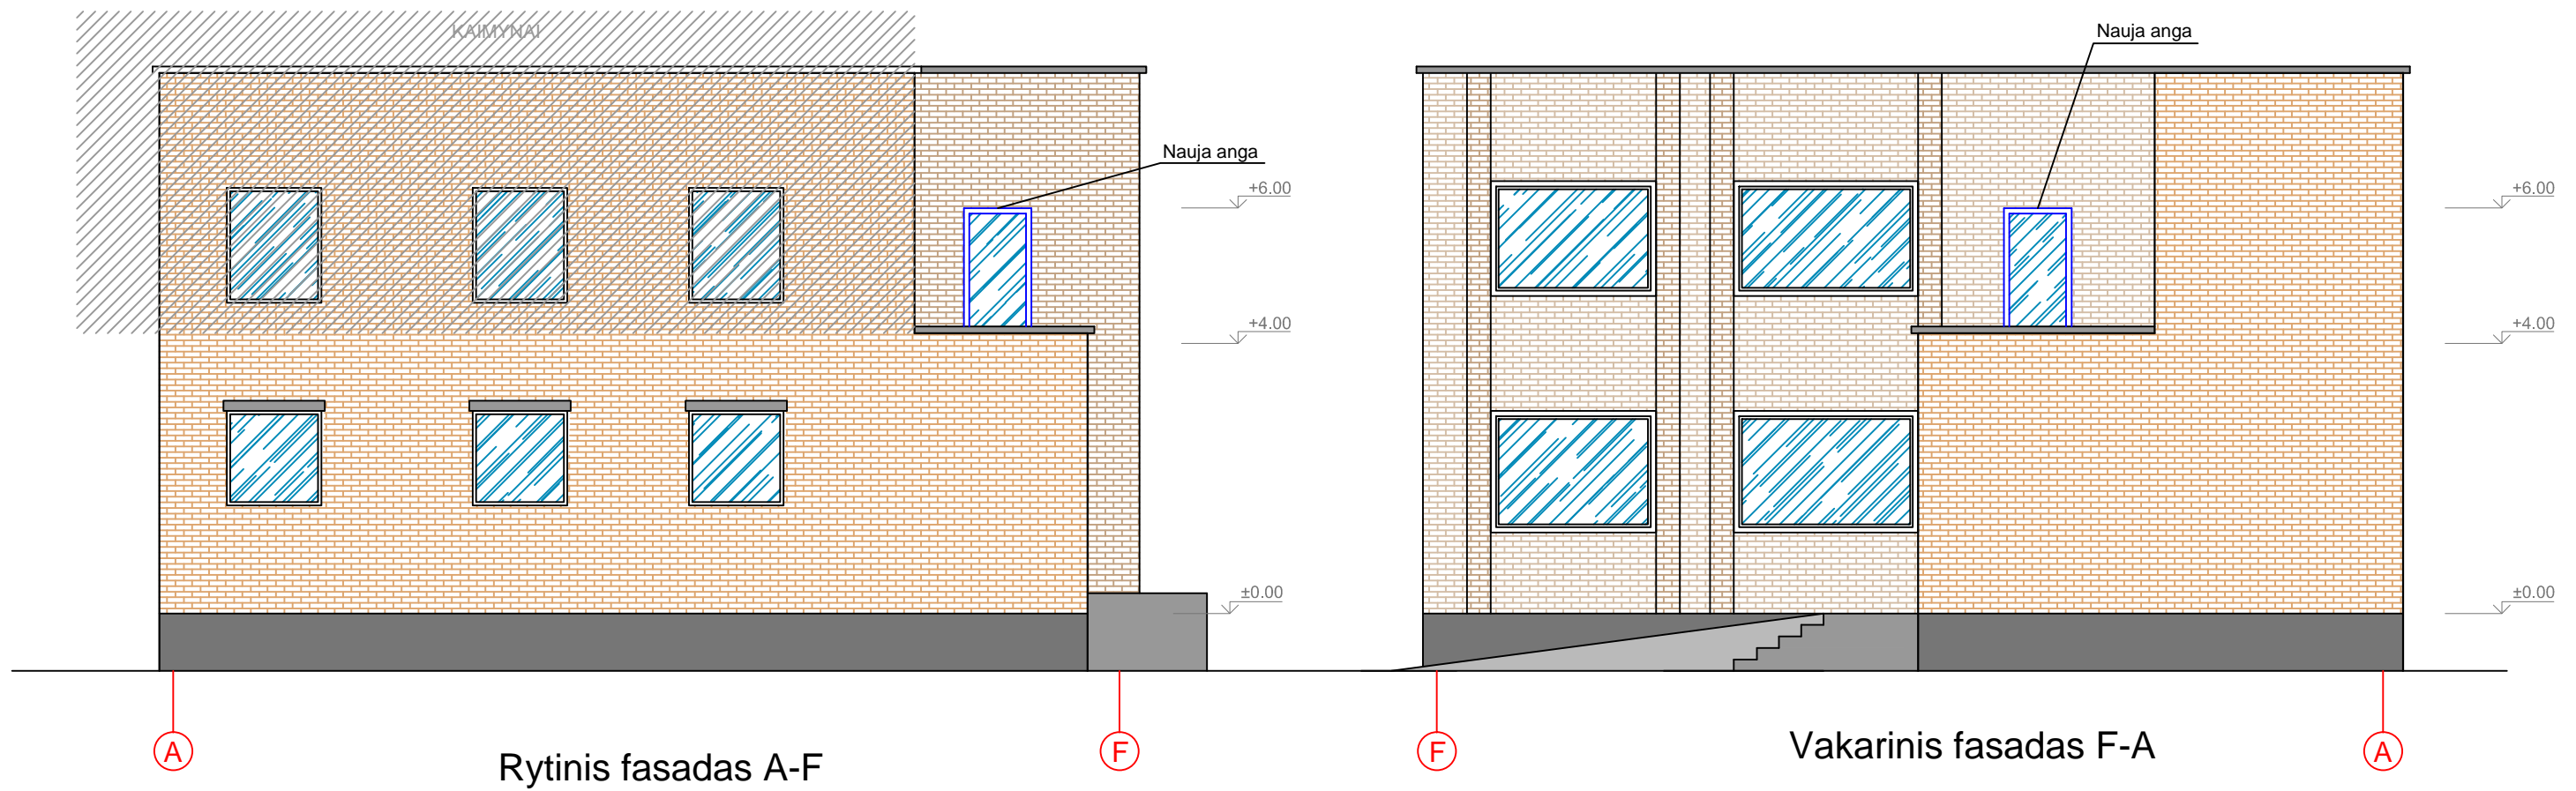 KAIMYNAI
Nauja anga
+6.00
+4.00
±0.00
A
F
Rytinis fasadas A-F
Nauja anga
+6.00
+4.00
±0.00
F
A
Vakarinis fasadas F-A